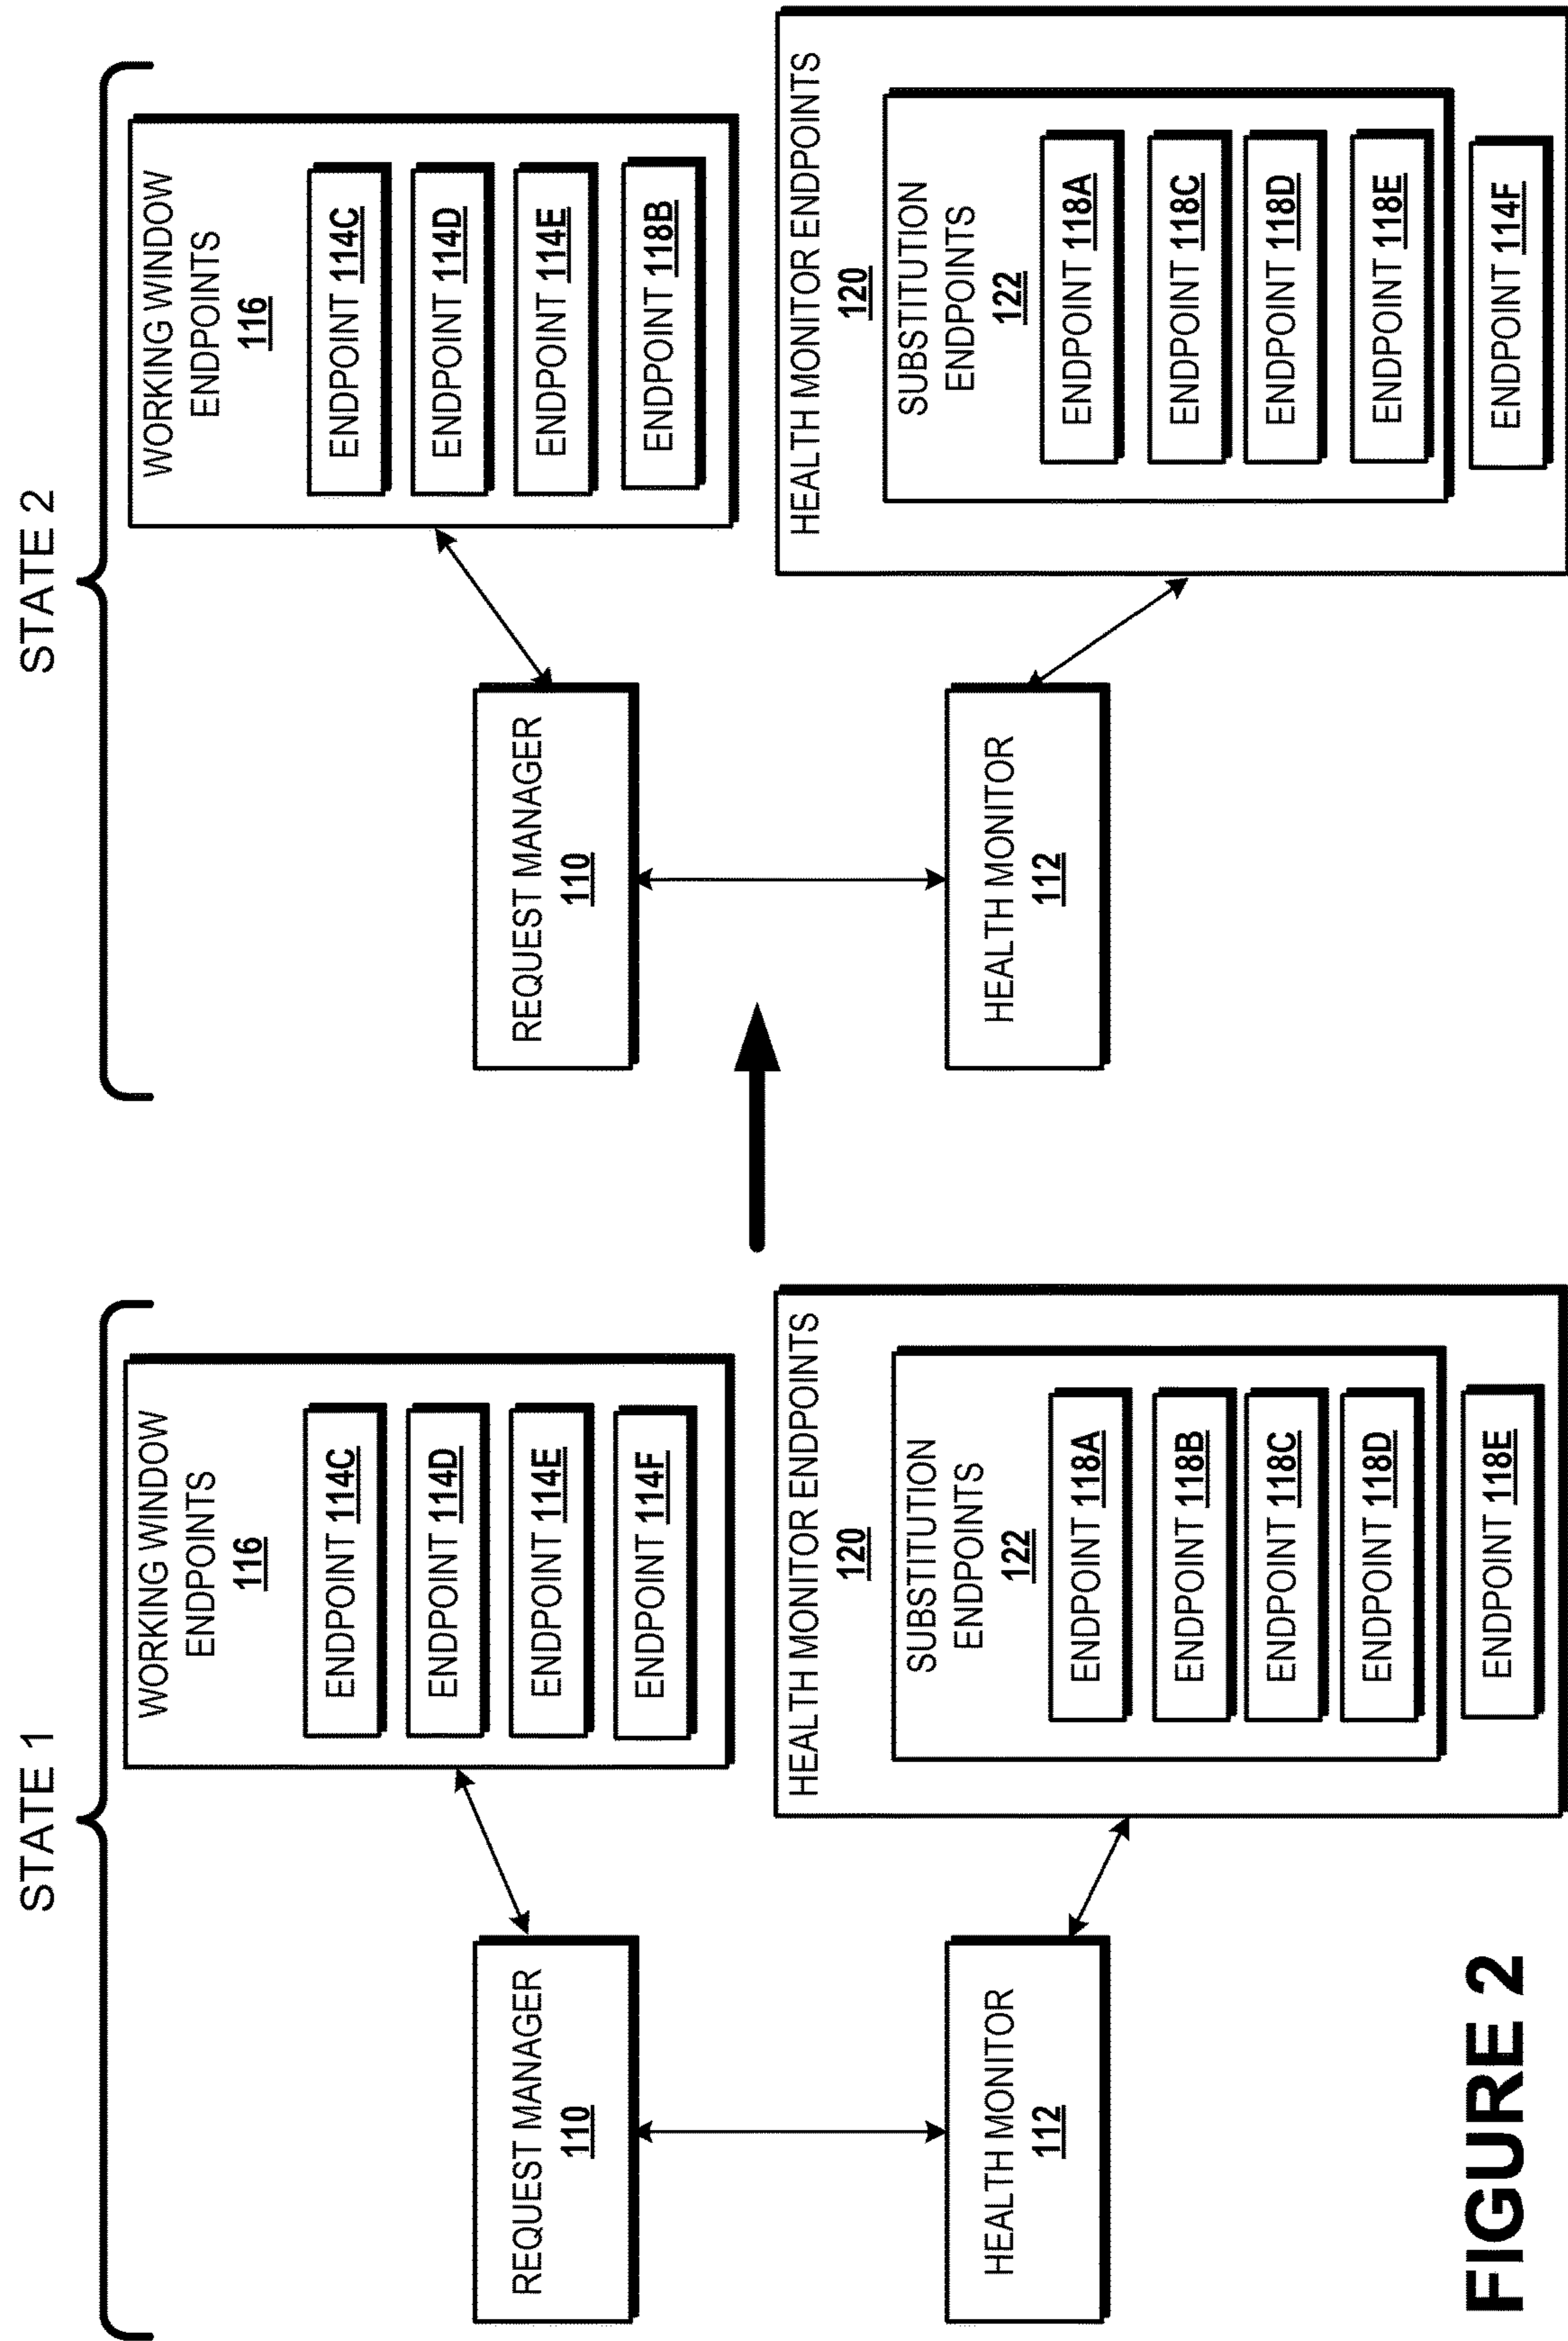 STATE 1
WORKING WINDOW
ENDPOINTS
116
ENDPOINT 114C
ENDPOINT 114D
ENDPOINT 114E
ENDPOINT 114F
REQUEST MANAGER
110
HEALTH MONITOR
112
HEALTH MONITOR ENDPOINTS
120
SUBSTITUTION
ENDPOINTS
122
ENDPOINT 118A
ENDPOINT 118B
ENDPOINT 118C
ENDPOINT 118D
ENDPOINT 118E
STATE 2
WORKING WINDOW
ENDPOINTS
116
ENDPOINT 114C
ENDPOINT 114D
ENDPOINT 114E
ENDPOINT 118B
REQUEST MANAGER
110
HEALTH MONITOR
112
HEALTH MONITOR ENDPOINTS
120
SUBSTITUTION
ENDPOINTS
122
ENDPOINT 118A
ENDPOINT 118C
ENDPOINT 118D
ENDPOINT 118E
ENDPOINT 114F
FIGURE 2